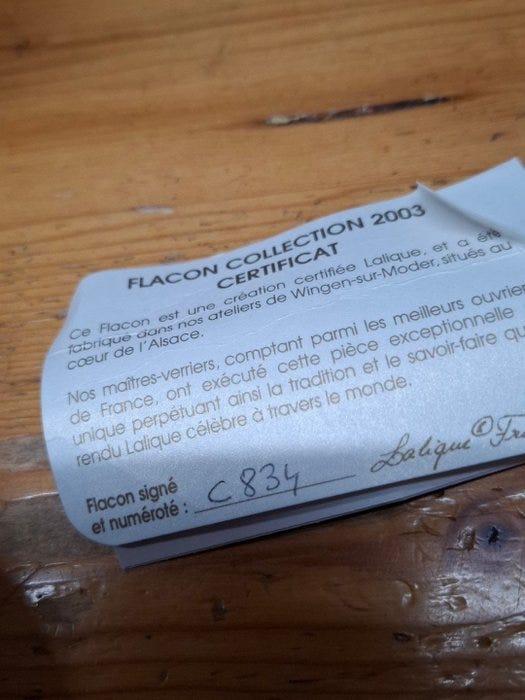 FLACON COLLECTION 2003
CERTIFICAT
Ce Flacon est une création certifiée Lalique, et a été
fabriqué dans nos ateliers de Wingen-sur-Moder, situés au
cœur de l'Alsace.
Nos maîtres-verriers, comptant parmi les meilleurs ouvrier
de France, ont exécuté cette pièce exceptionnelle
unique perpétuant ainsi la tradition et le savoir-faire qu
rendu Lalique célèbre à travers le monde.
Lalique © Fr
Flacon signé
et numéroté : C834